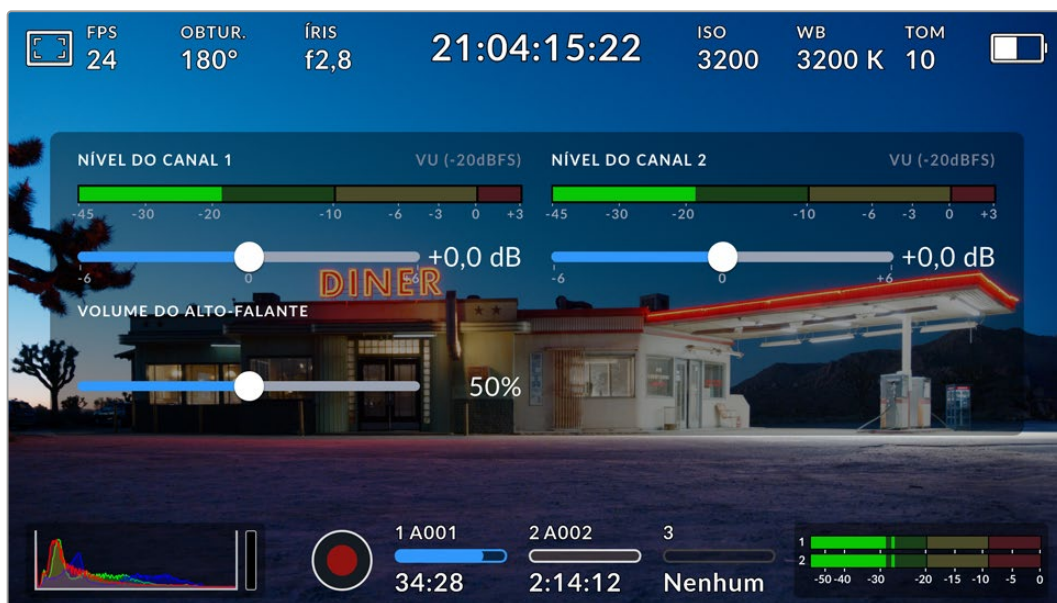 FPS OBTUR. ÍRIS ISO WB TOM
24 180° f2,8 21:04:15:22 3200 3200 K 10
NÍVEL DO CANAL 1 VU (-20dBFS) NÍVEL DO CANAL 2 VU (-20dBFS)
-45 -30 -20 -10 -6 -3 0 +3 -45 -30 -20 -10 -6 -3 0 +3
+0,0 dB +0,0 dB
-6 0 +6 -6 0 +6
DINER
VOLUME DO ALTO-FALANTE
50%
1 A001 2 A002 3
1
2
34:28 2:14:12 Nenhum
-50 -40 -30 -20 -15 -10 -5 0